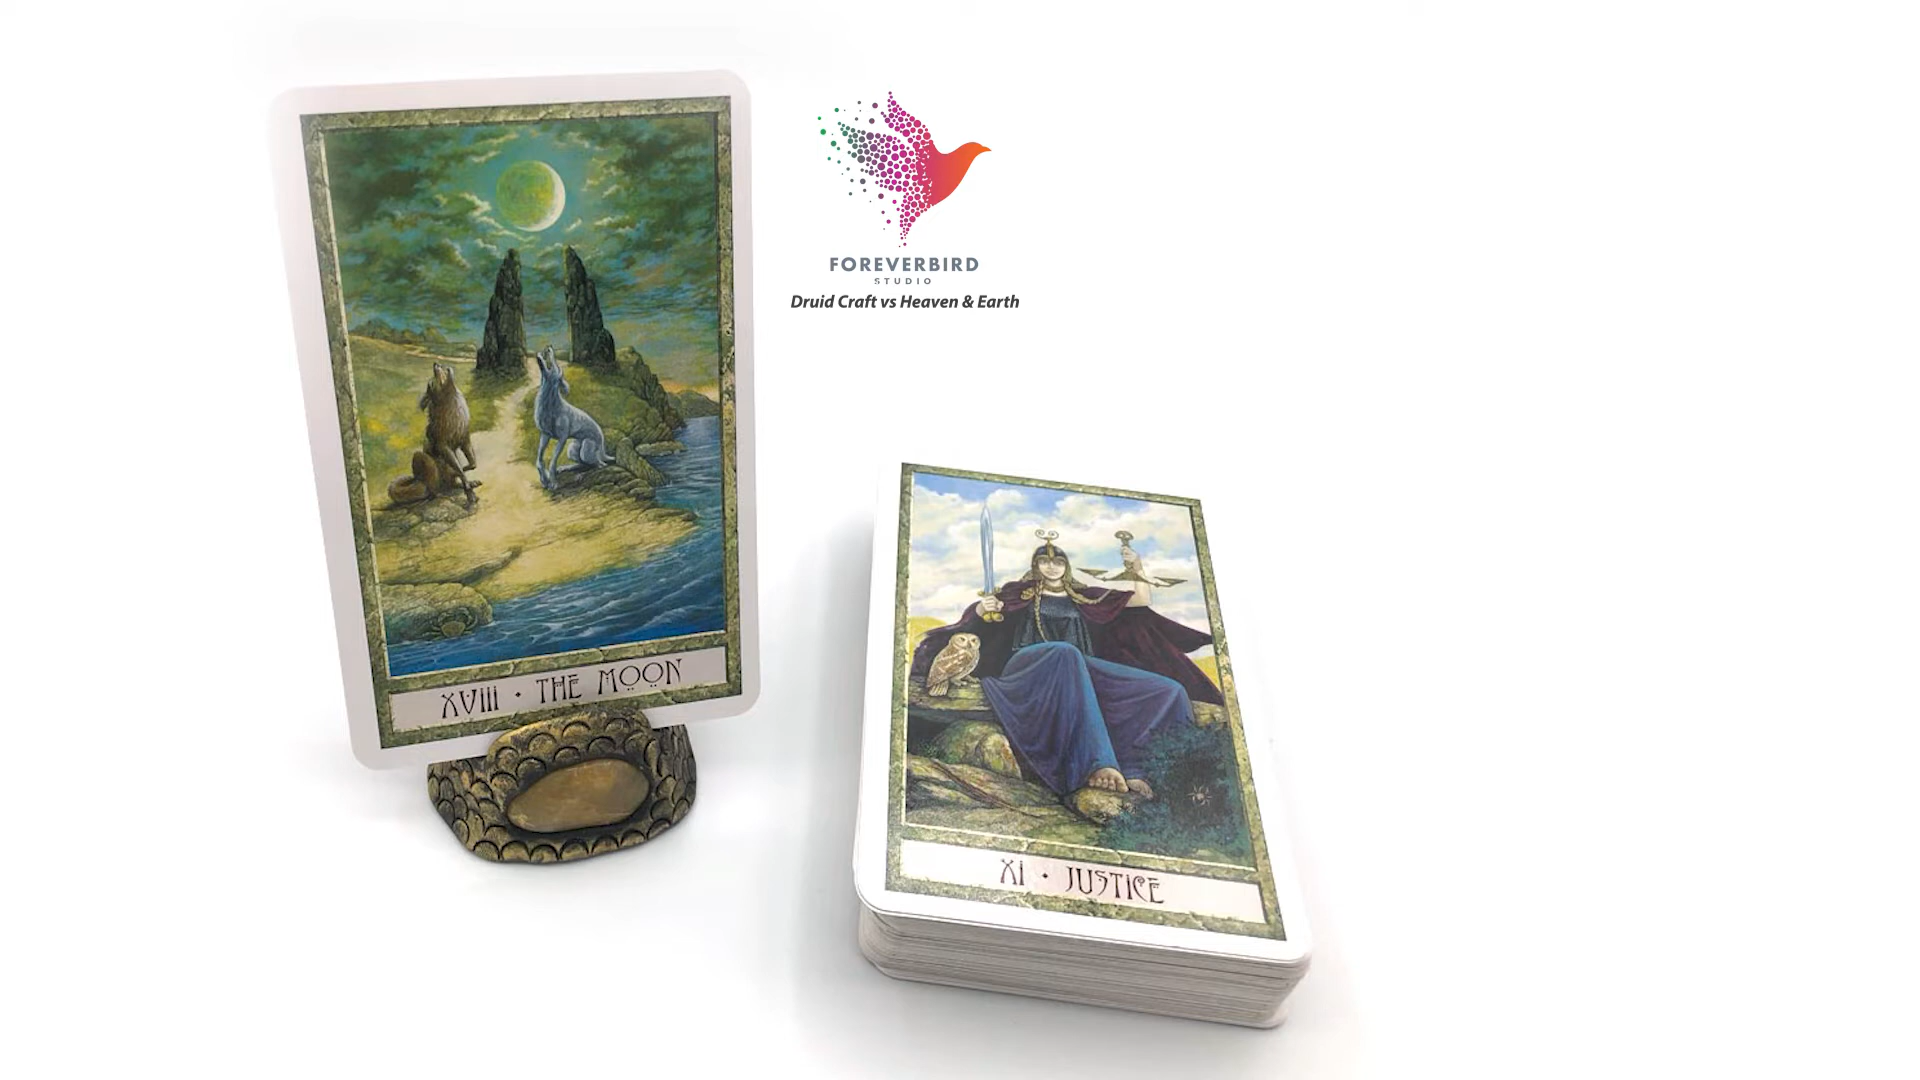 FOREVERBIRD
STUDIO
Druid Craft vs Heaven & Earth
XVIII · THE MOON
XI · JUSTICE